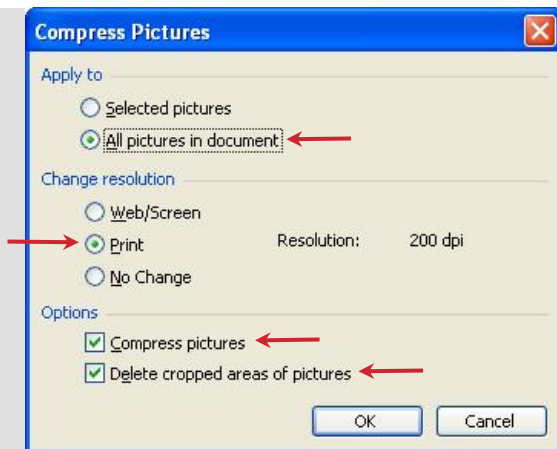 Compress Pictures
Apply to
Selected pictures
All pictures in document
Change resolution
Web/Screen
Print Resolution: 200 dpi
No Change
Options
Compress pictures
Delete cropped areas of pictures
OK Cancel